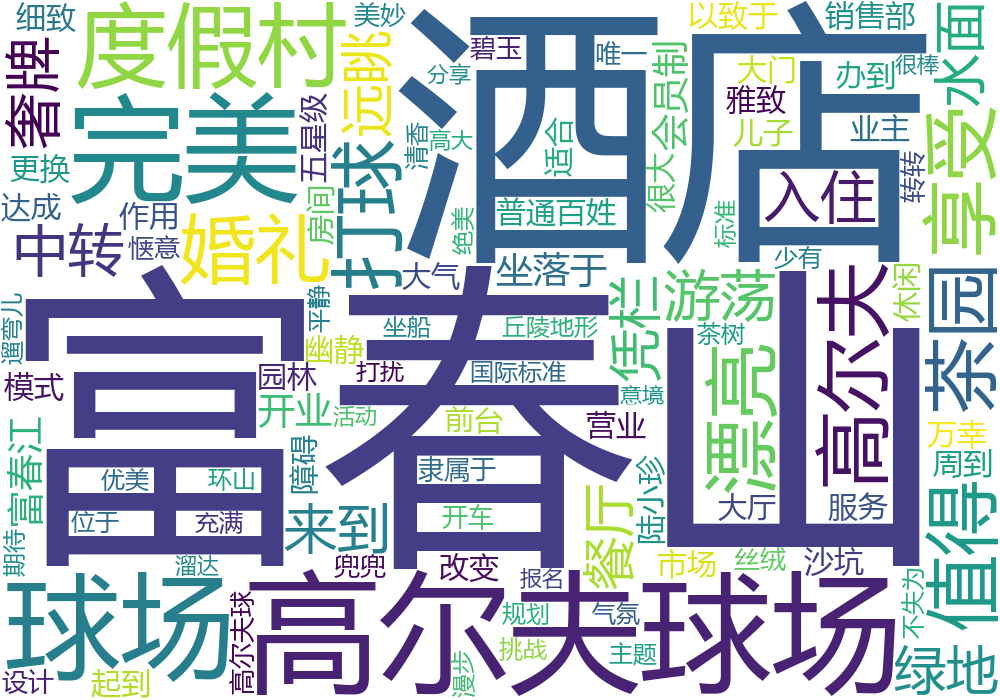 细致
度假村
美妙
酒店
以致于
销售部
奢牌
远眺
碧玉
唯一
很大
会员制
大门
办到
很棒
水面
完美
五星级
分享
高大
清香
适合
雅致
儿子
业主
享受
更换
打球
普通百姓
入住
转转
达成
作用
房间
绝美
标准
中转
惬意
婚礼
大气
坐落于
少有
富春山
遛弯儿
平静
坐船
丘陵地形
凭栏
游荡
茶树
高尔夫
休闲
茶园
幽静
模式
园林
打扰
国际标准
意境
漂亮
开业
活动
前台
营业
万幸
富春江
障碍
隶属于
陆小珍
周到
优美
环山
大厅
服务
位于
充满
来到
开车
餐厅
值得
期待
溜达
兜兜
改变
市场
丝绒
沙坑
球场
高尔夫球
高尔夫球场
报名
规划
气氛
不失为
设计
起到
漫步
挑战
主题
绿地